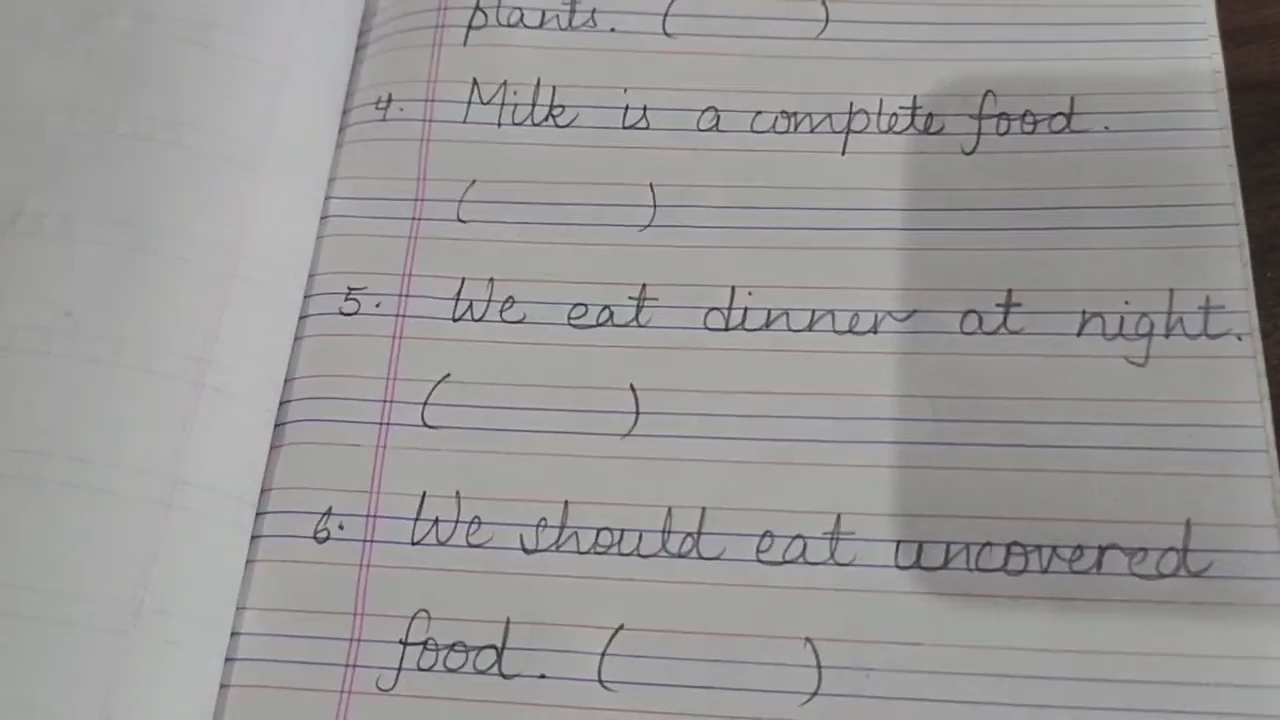 plants. (          )
4. Milk is a complete food.
(          )
5. We eat dinner at night.
(          )
6. We should eat uncovered
food. (          )